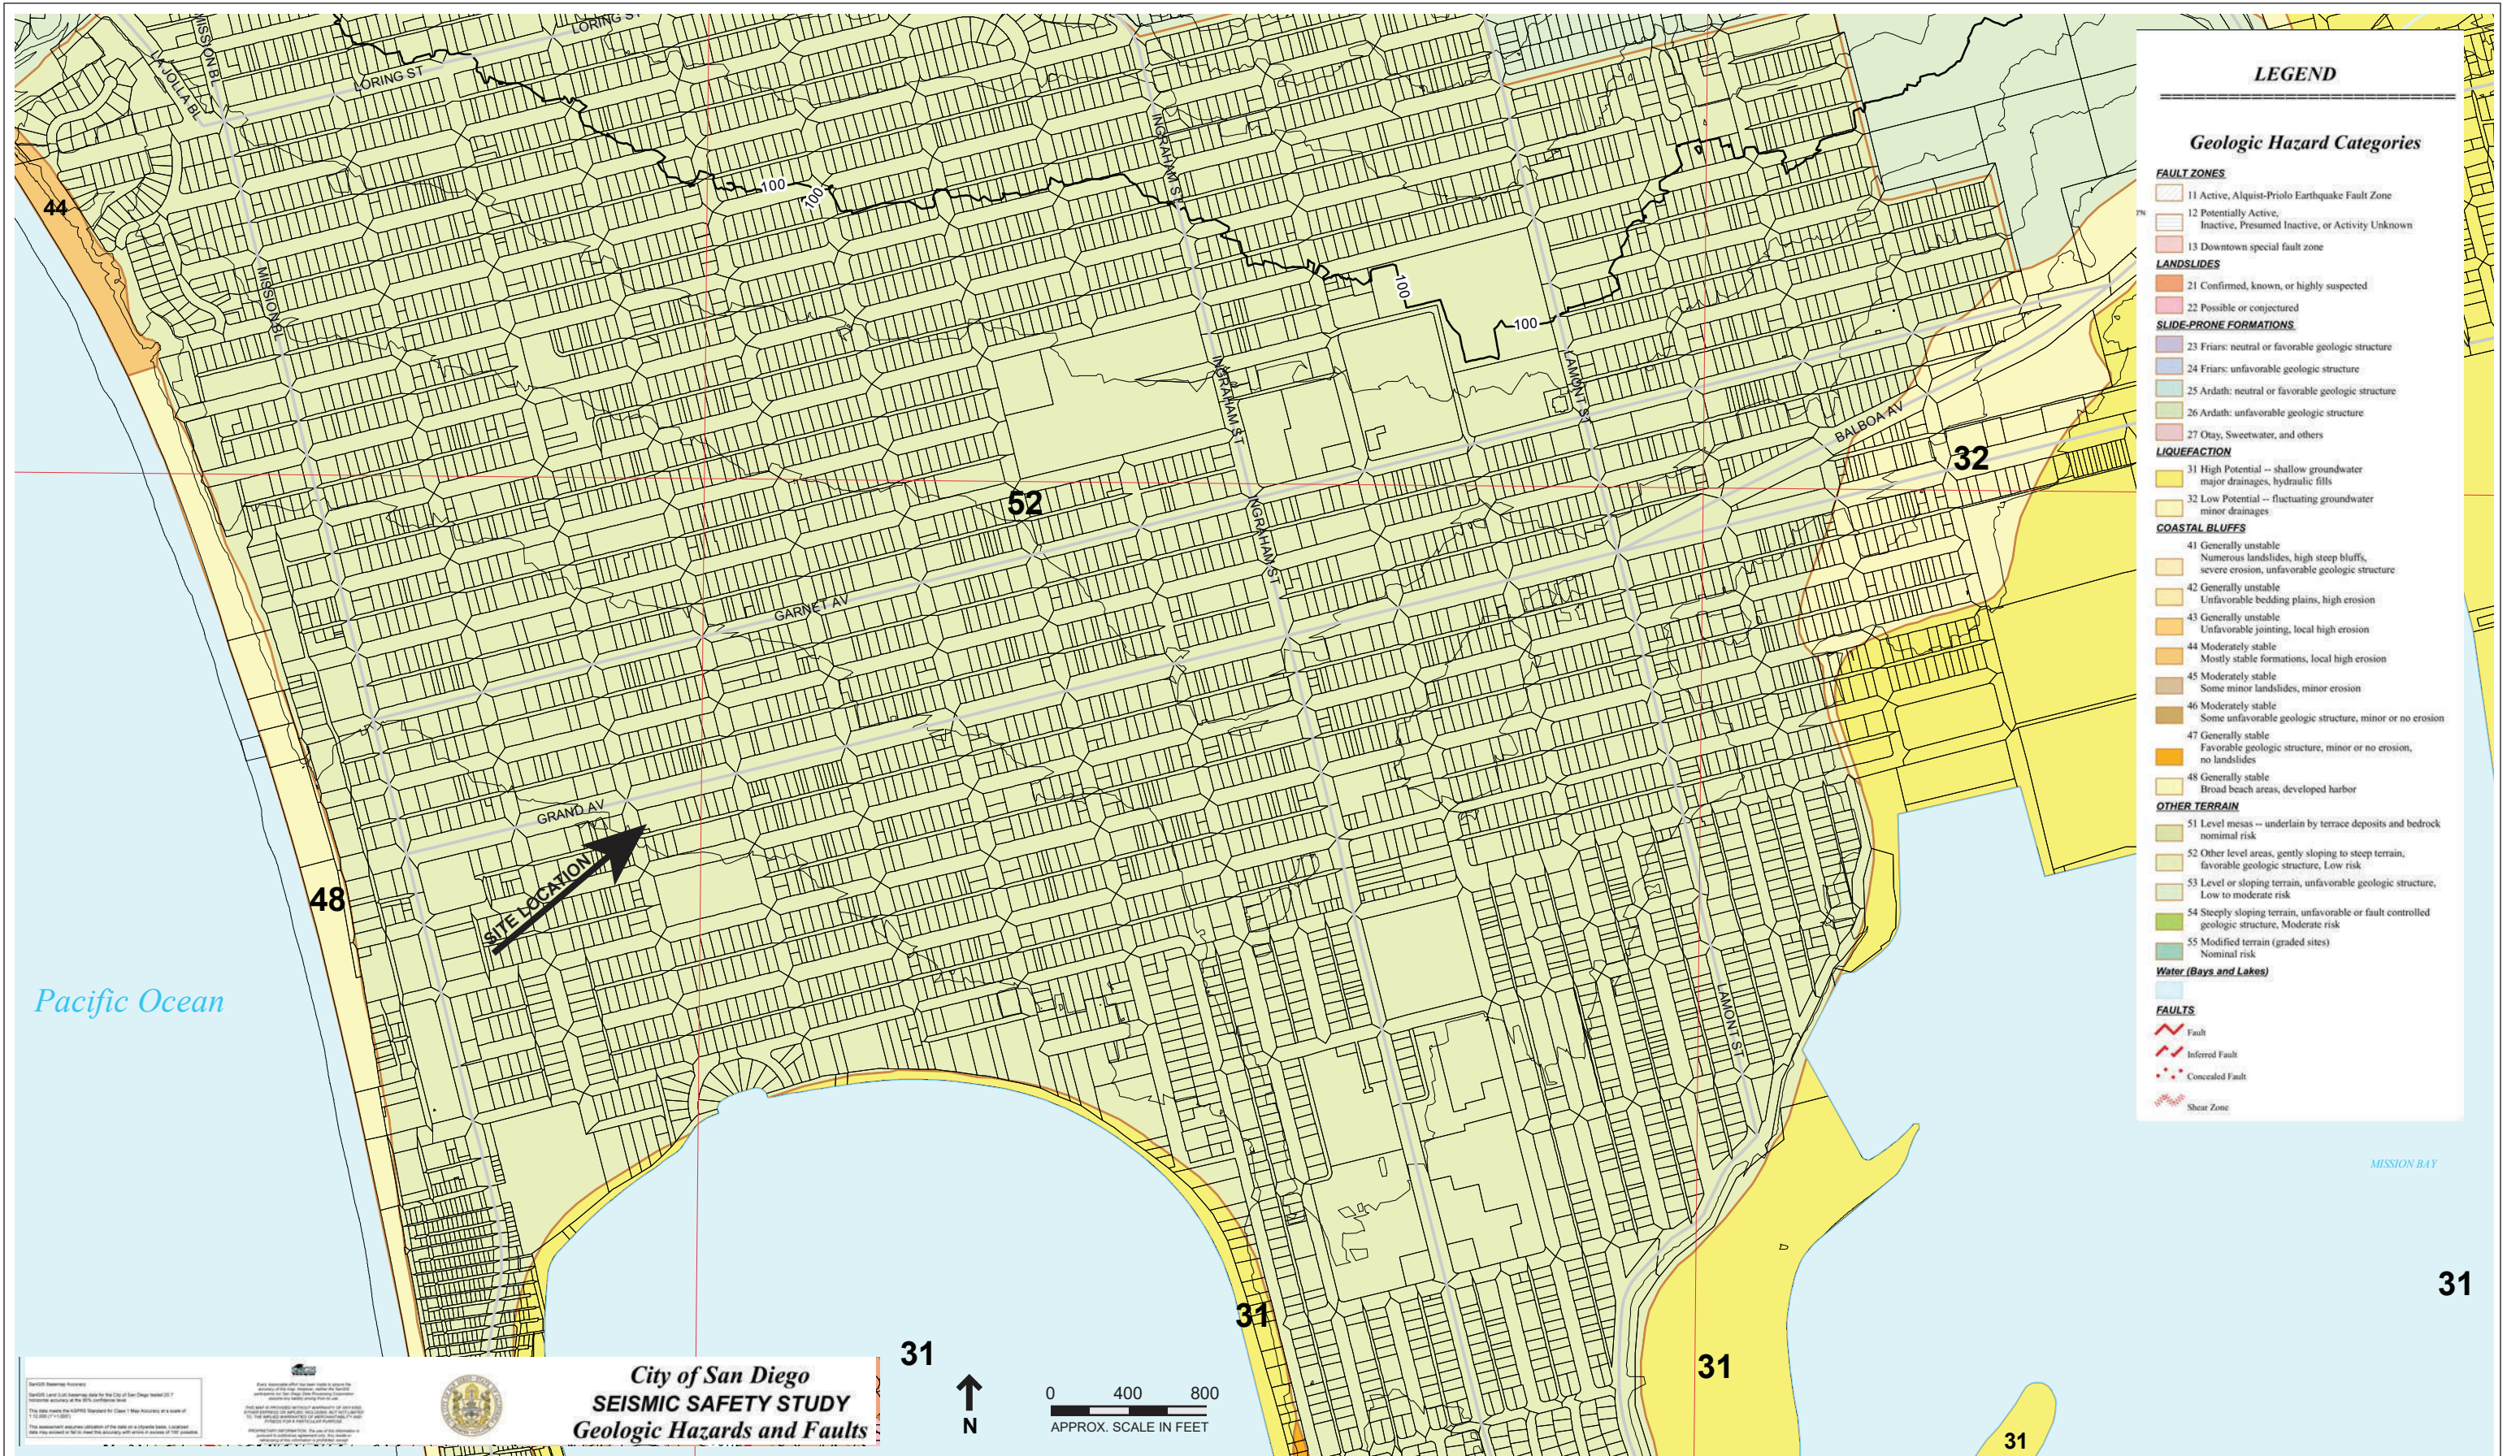 LORING ST
MISSION BL
LA JOLLA BL
LORING ST
INGRAHAM ST
44
100
100
MISSION BL
100
100
INGRAHAM ST
LAMONT ST
BALBOA AV
32
52
INGRAHAM ST
GARNET AV
GRAND AV
SITE LOCATION
48
Pacific Ocean
LAMONT ST
MISSION BAY
31
31
31
31
31
LEGEND
Geologic Hazard Categories
FAULT ZONES
11 Active, Alquist-Priolo Earthquake Fault Zone
12 Potentially Active,
Inactive, Presumed Inactive, or Activity Unknown
13 Downtown special fault zone
LANDSLIDES
21 Confirmed, known, or highly suspected
22 Possible or conjectured
SLIDE-PRONE FORMATIONS
23 Friars: neutral or favorable geologic structure
24 Friars: unfavorable geologic structure
25 Ardath: neutral or favorable geologic structure
26 Ardath: unfavorable geologic structure
27 Otay, Sweetwater, and others
LIQUEFACTION
31 High Potential -- shallow groundwater
major drainages, hydraulic fills
32 Low Potential -- fluctuating groundwater
minor drainages
COASTAL BLUFFS
41 Generally unstable
Numerous landslides, high steep bluffs,
severe erosion, unfavorable geologic structure
42 Generally unstable
Unfavorable bedding plains, high erosion
43 Generally unstable
Unfavorable jointing, local high erosion
44 Moderately stable
Mostly stable formations, local high erosion
45 Moderately stable
Some minor landslides, minor erosion
46 Moderately stable
Some unfavorable geologic structure, minor or no erosion
47 Generally stable
Favorable geologic structure, minor or no erosion,
no landslides
48 Generally stable
Broad beach areas, developed harbor
OTHER TERRAIN
51 Level mesas -- underlain by terrace deposits and bedrock
nomimal risk
52 Other level areas, gently sloping to steep terrain,
favorable geologic structure, Low risk
53 Level or sloping terrain, unfavorable geologic structure,
Low to moderate risk
54 Steeply sloping terrain, unfavorable or fault controlled
geologic structure, Moderate risk
55 Modified terrain (graded sites)
Nominal risk
Water (Bays and Lakes)
FAULTS
Fault
Inferred Fault
Concealed Fault
Shear Zone
SanGIS Basemap Accuracy
City of San Diego
SEISMIC SAFETY STUDY
Geologic Hazards and Faults
N
0 400 800
APPROX. SCALE IN FEET